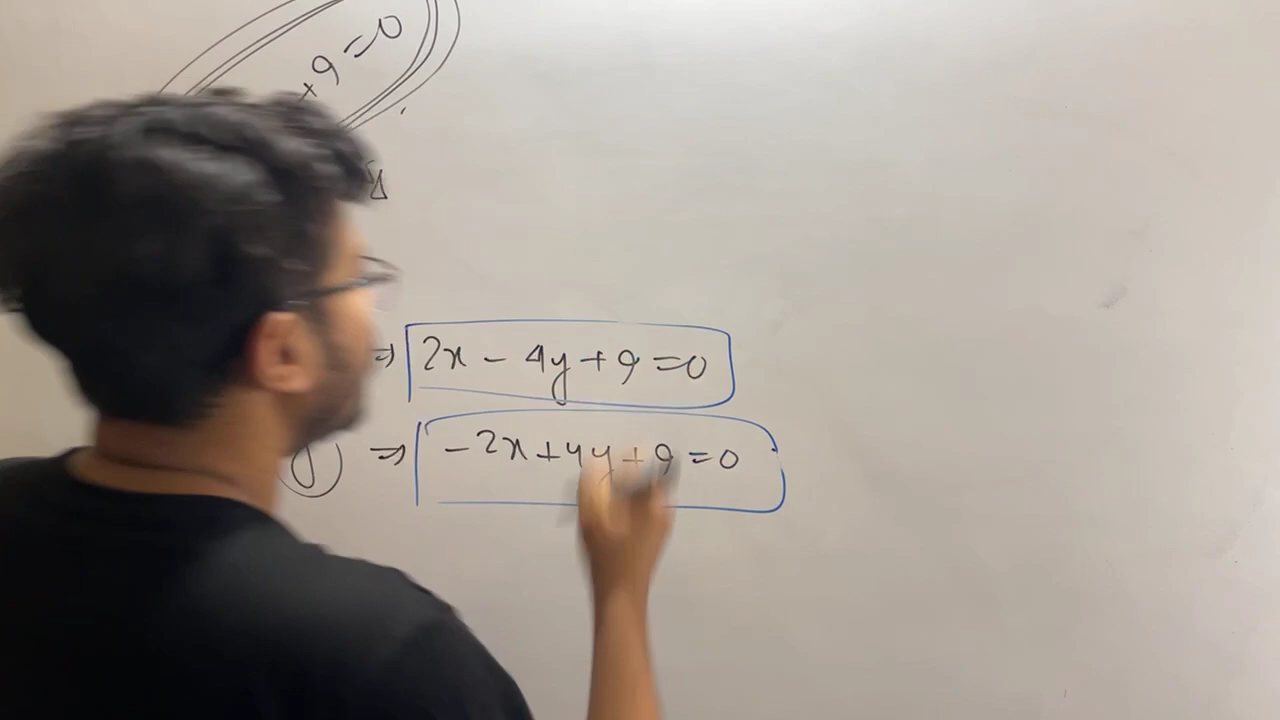 +9=0
⇒ 2x - 4y + 9 = 0
⇒ -2x + 4y + 9 = 0